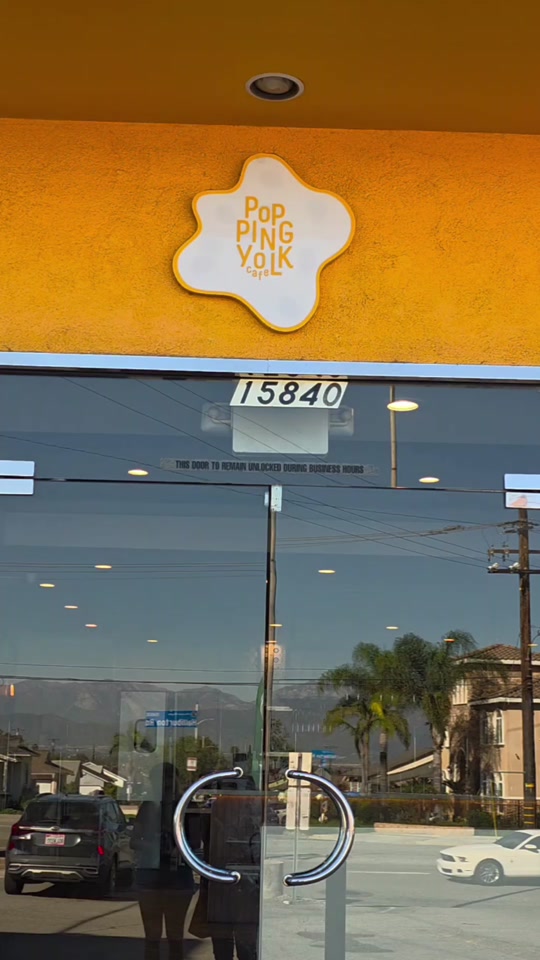 POP
PING
YOLK
cafe
15840
THIS DOOR TO REMAIN UNLOCKED DURING BUSINESS HOURS